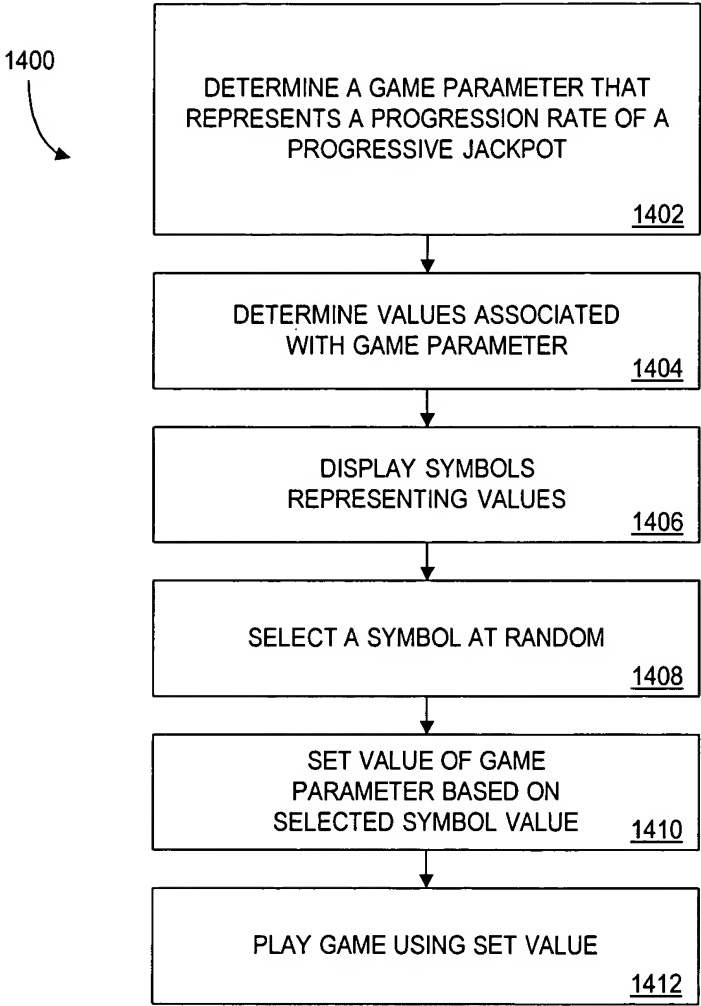 1400
DETERMINE A GAME PARAMETER THAT
REPRESENTS A PROGRESSION RATE OF A
PROGRESSIVE JACKPOT
1402
DETERMINE VALUES ASSOCIATED
WITH GAME PARAMETER
1404
DISPLAY SYMBOLS
REPRESENTING VALUES
1406
SELECT A SYMBOL AT RANDOM
1408
SET VALUE OF GAME
PARAMETER BASED ON
SELECTED SYMBOL VALUE
1410
PLAY GAME USING SET VALUE
1412